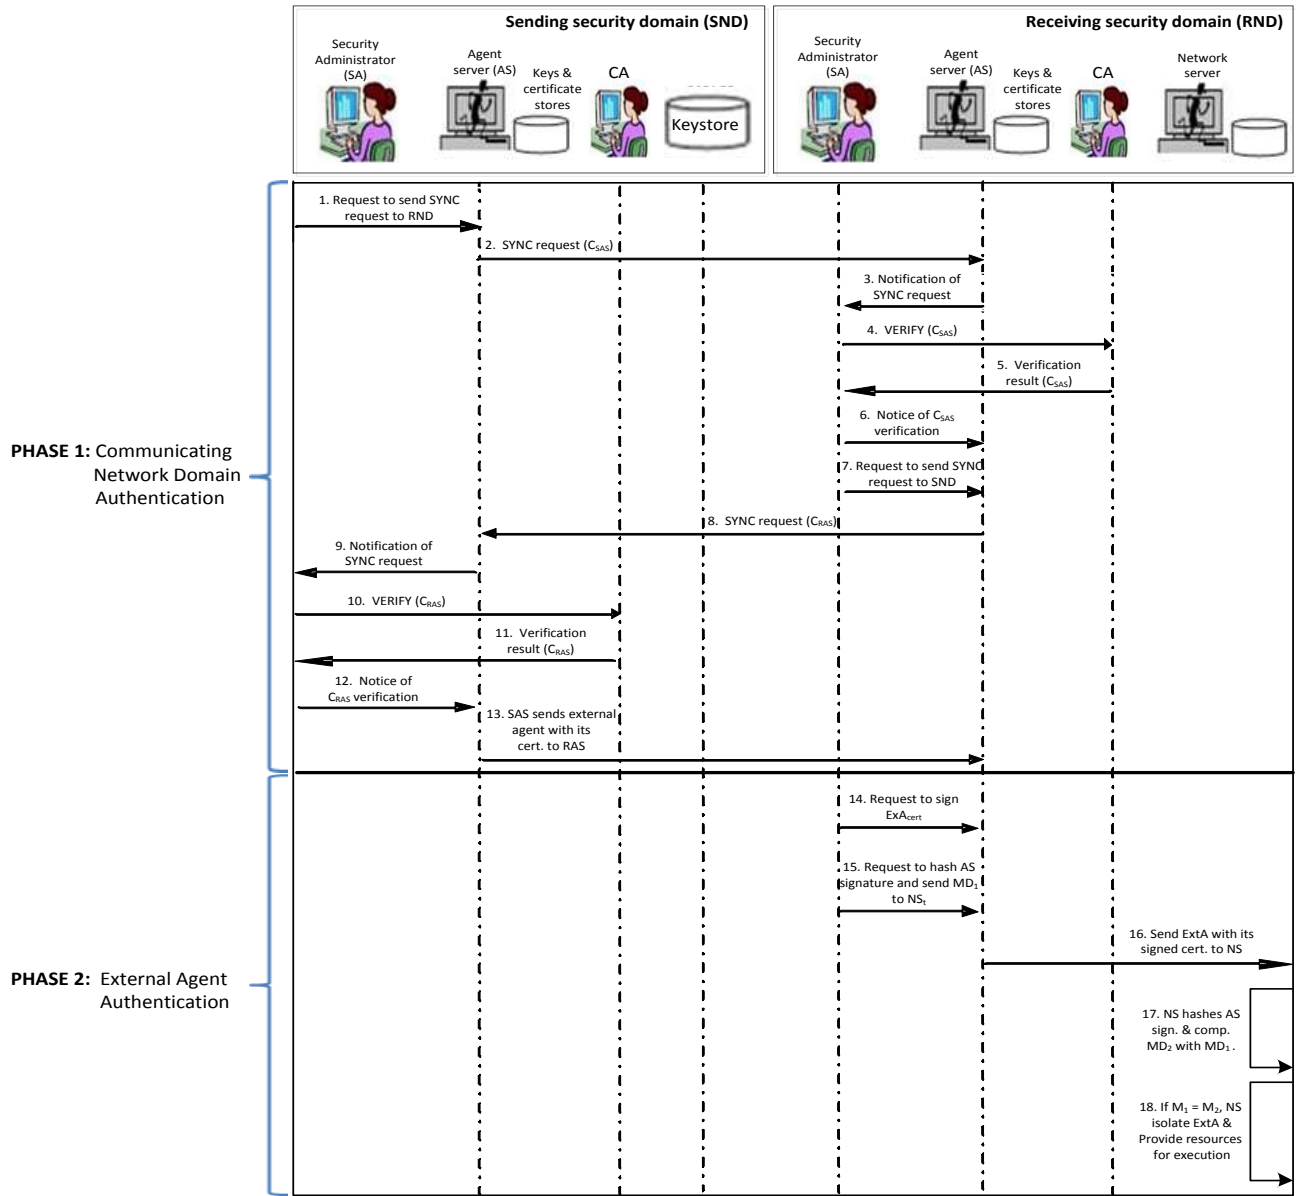 Sending security domain (SND)
Receiving security domain (RND)
Security
Administrator
(SA)
Agent
server (AS)
Keys &
certificate
stores
CA
Keystore
Security
Administrator
(SA)
Agent
server (AS)
Keys &
certificate
stores
CA
Network
server
1. Request to send SYNC
request to RND
2. SYNC request (CSAS)
3. Notification of
SYNC request
4. VERIFY (CSAS)
5. Verification
result (CSAS)
6. Notice of CSAS
verification
7. Request to send SYNC
request to SND
8. SYNC request (CRAS)
9. Notification of
SYNC request
10. VERIFY (CRAS)
11. Verification
result (CRAS)
12. Notice of
CRAS verification
13. SAS sends external
agent with its
cert. to RAS
PHASE 1: Communicating
Network Domain
Authentication
14. Request to sign
ExAcert
15. Request to hash AS
signature and send MD1
to NSt
16. Send ExtA with its
signed cert. to NS
17. NS hashes AS
sign. & comp.
MD2 with MD1 .
18. If M1 = M2, NS
isolate ExtA &
Provide resources
for execution
PHASE 2: External Agent
Authentication